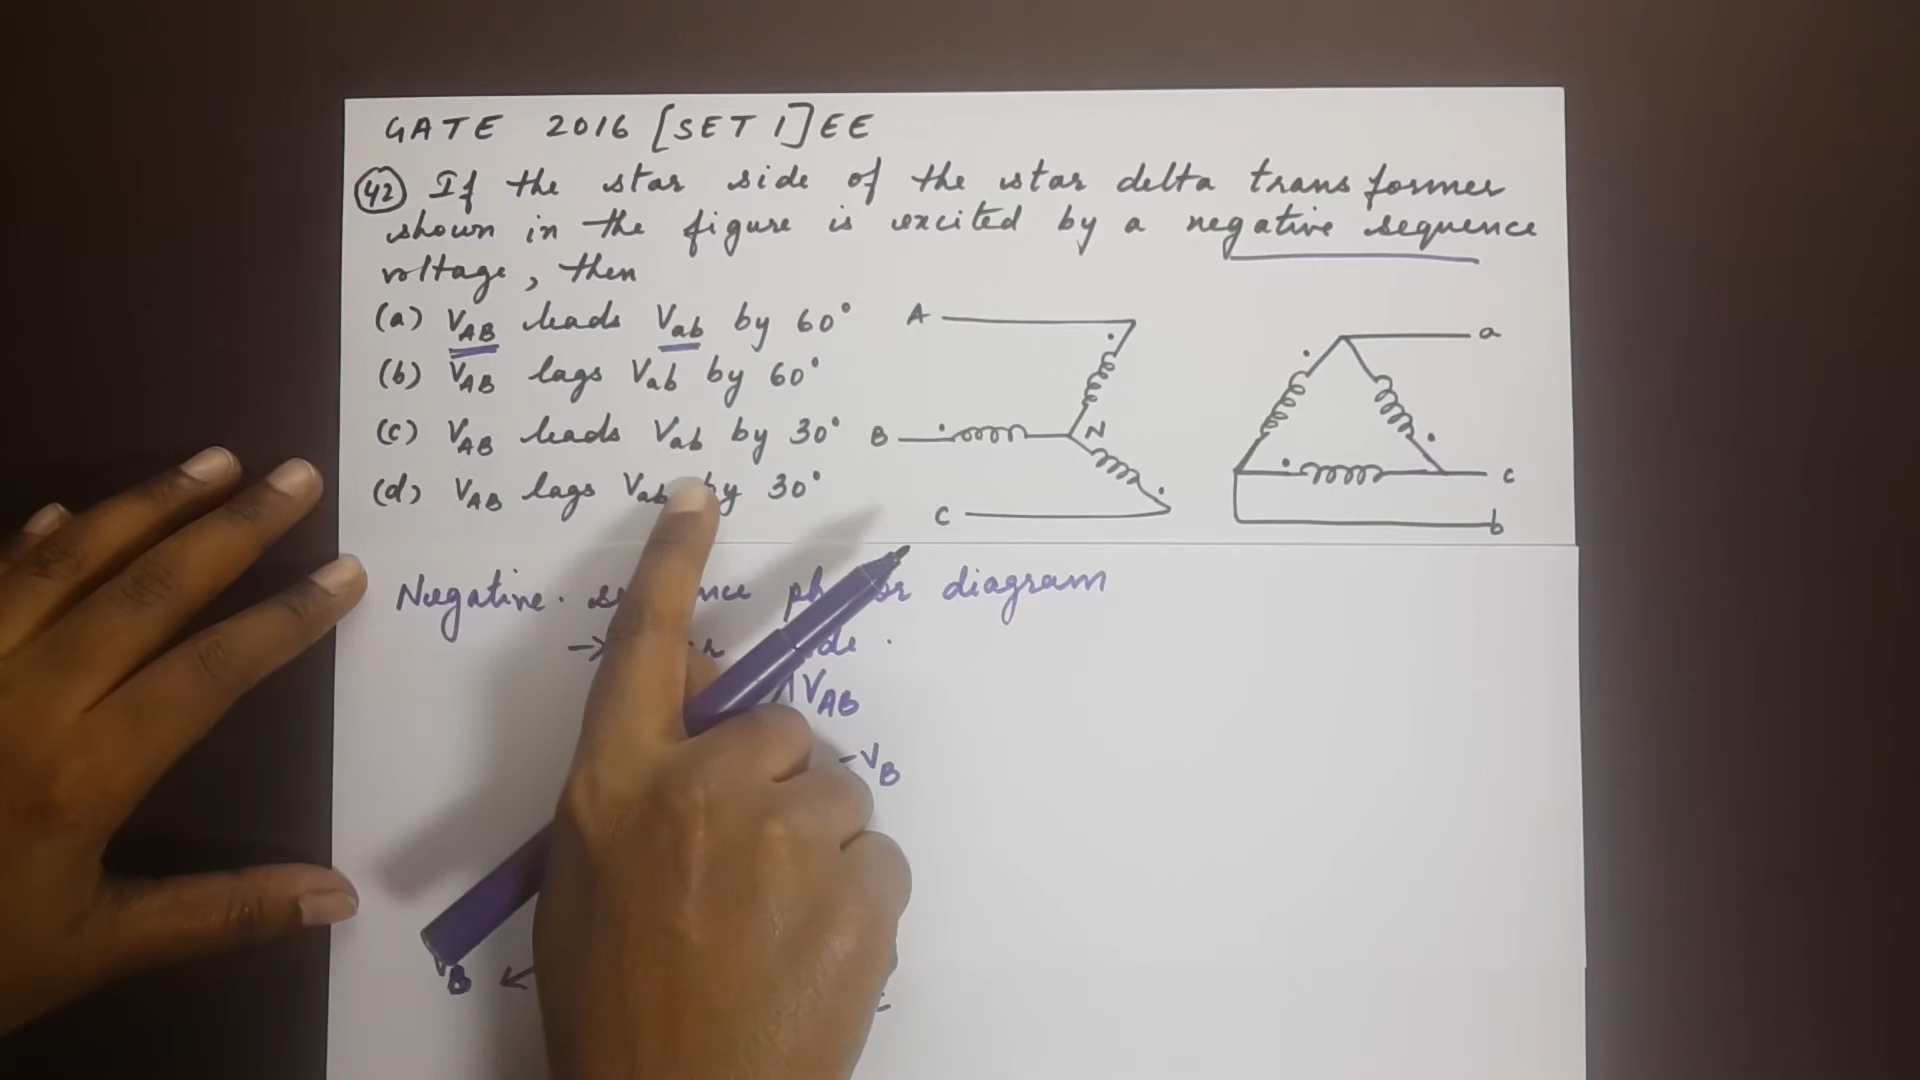 GATE 2016 [SET 1] EE
42 If the star side of the star delta transformer
shown in the figure is excited by a negative sequence
voltage, then
(a) VAB leads Vab by 60°
(b) VAB lags Vab by 60°
(c) VAB leads Vab by 30°
(d) VAB lags Vab by 30°
A
B
N
C
a
c
b
Negative diagram
VAB
-VB
VB